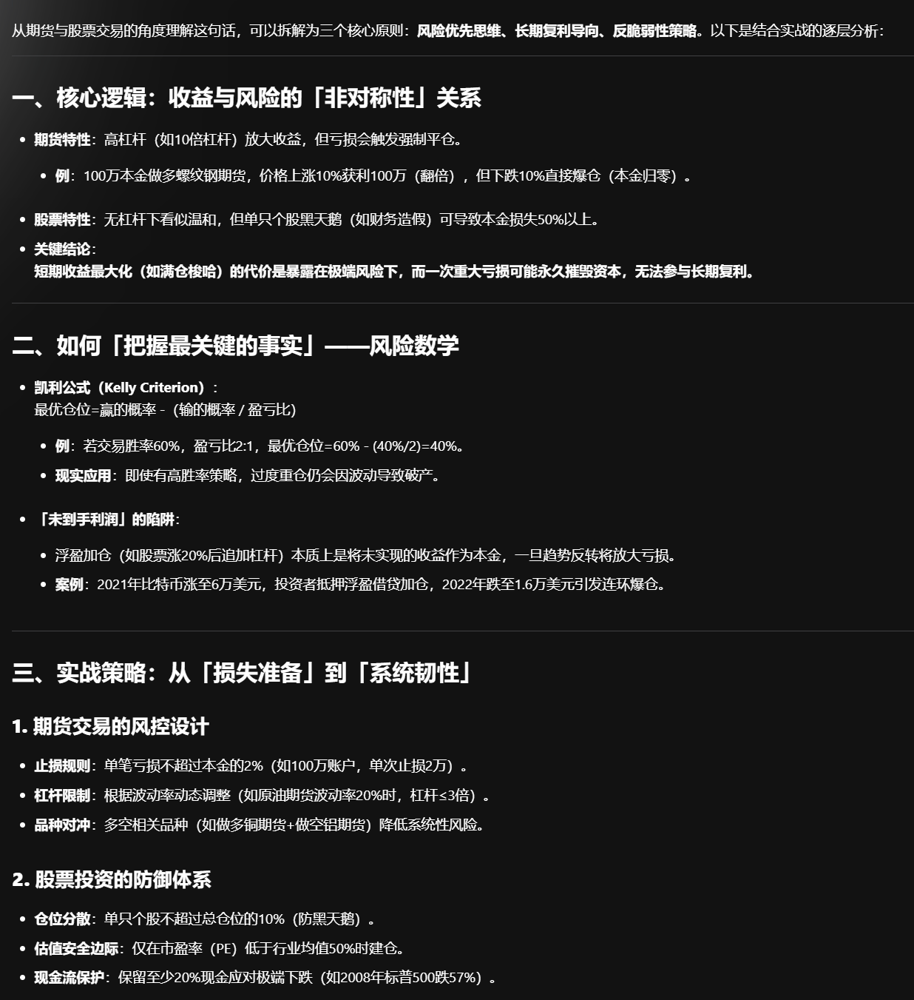 从期货与股票交易的角度理解这句话，可以拆解为三个核心原则：风险优先思维、长期复利导向、反脆弱性策略。以下是结合实战的逐层分析：
一、核心逻辑：收益与风险的「非对称性」关系
• 期货特性：高杠杆（如10倍杠杆）放大收益，但亏损会触发强制平仓。
• 例：100万本金做多螺纹钢期货，价格上涨10%获利100万（翻倍），但下跌10%直接爆仓（本金归零）。
• 股票特性：无杠杆下看似温和，但单只个股黑天鹅（如财务造假）可导致本金损失50%以上。
• 关键结论：
短期收益最大化（如满仓梭哈）的代价是暴露在极端风险下，而一次重大亏损可能永久摧毁资本，无法参与长期复利。
二、如何「把握最关键的事实」——风险数学
• 凯利公式（Kelly Criterion）：
最优仓位=赢的概率 -（输的概率 / 盈亏比）
• 例：若交易胜率60%，盈亏比2:1，最优仓位=60% - (40%/2)=40%。
• 现实应用：即使有高胜率策略，过度重仓仍会因波动导致破产。
• 「未到手利润」的陷阱：
• 浮盈加仓（如股票涨20%后追加杠杆）本质上是将未实现的收益作为本金，一旦趋势反转将放大亏损。
• 案例：2021年比特币涨至6万美元，投资者抵押浮盈借贷加仓，2022年跌至1.6万美元引发连环爆仓。
三、实战策略：从「损失准备」到「系统韧性」
1. 期货交易的风控设计
• 止损规则：单笔亏损不超过本金的2%（如100万账户，单次止损2万）。
• 杠杆限制：根据波动率动态调整（如原油期货波动率20%时，杠杆≤3倍）。
• 品种对冲：多空相关品种（如做多铜期货+做空铝期货）降低系统性风险。
2. 股票投资的防御体系
• 仓位分散：单只个股不超过总仓位的10%（防黑天鹅）。
• 估值安全边际：仅在市盈率（PE）低于行业均值50%时建仓。
• 现金流保护：保留至少20%现金应对极端下跌（如2008年标普500跌57%）。